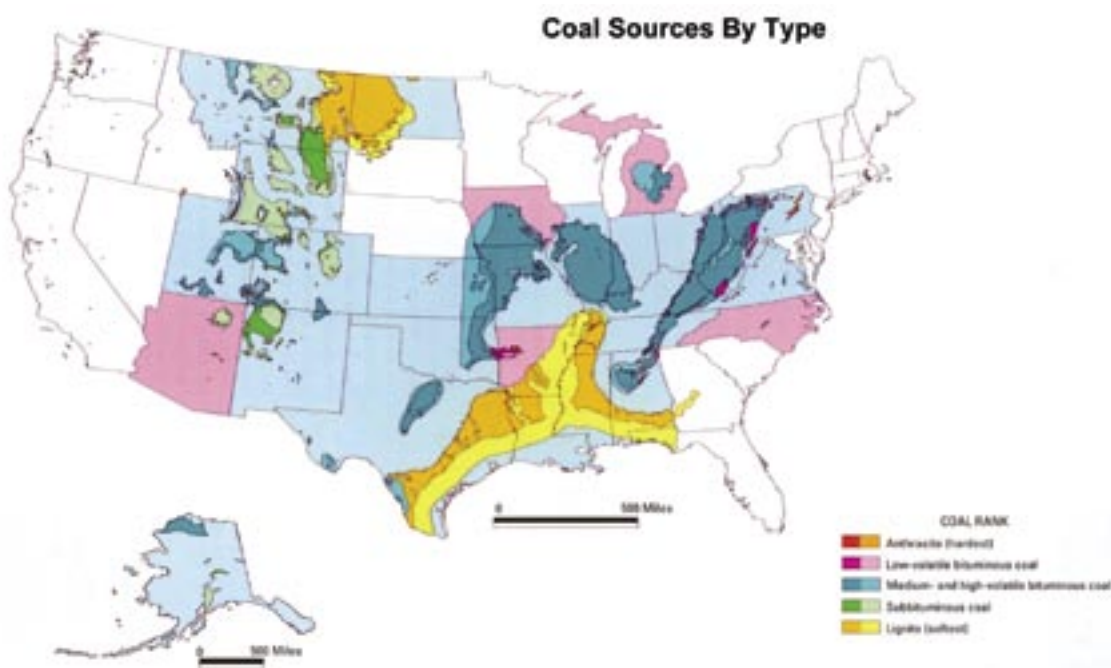 Coal Sources By Type
0 500 Miles
COAL RANK
Anthracite (hardest)
Low-volatile bituminous coal
Medium- and high-volatile bituminous coal
Subbituminous coal
Lignite (softest)
0 500 Miles